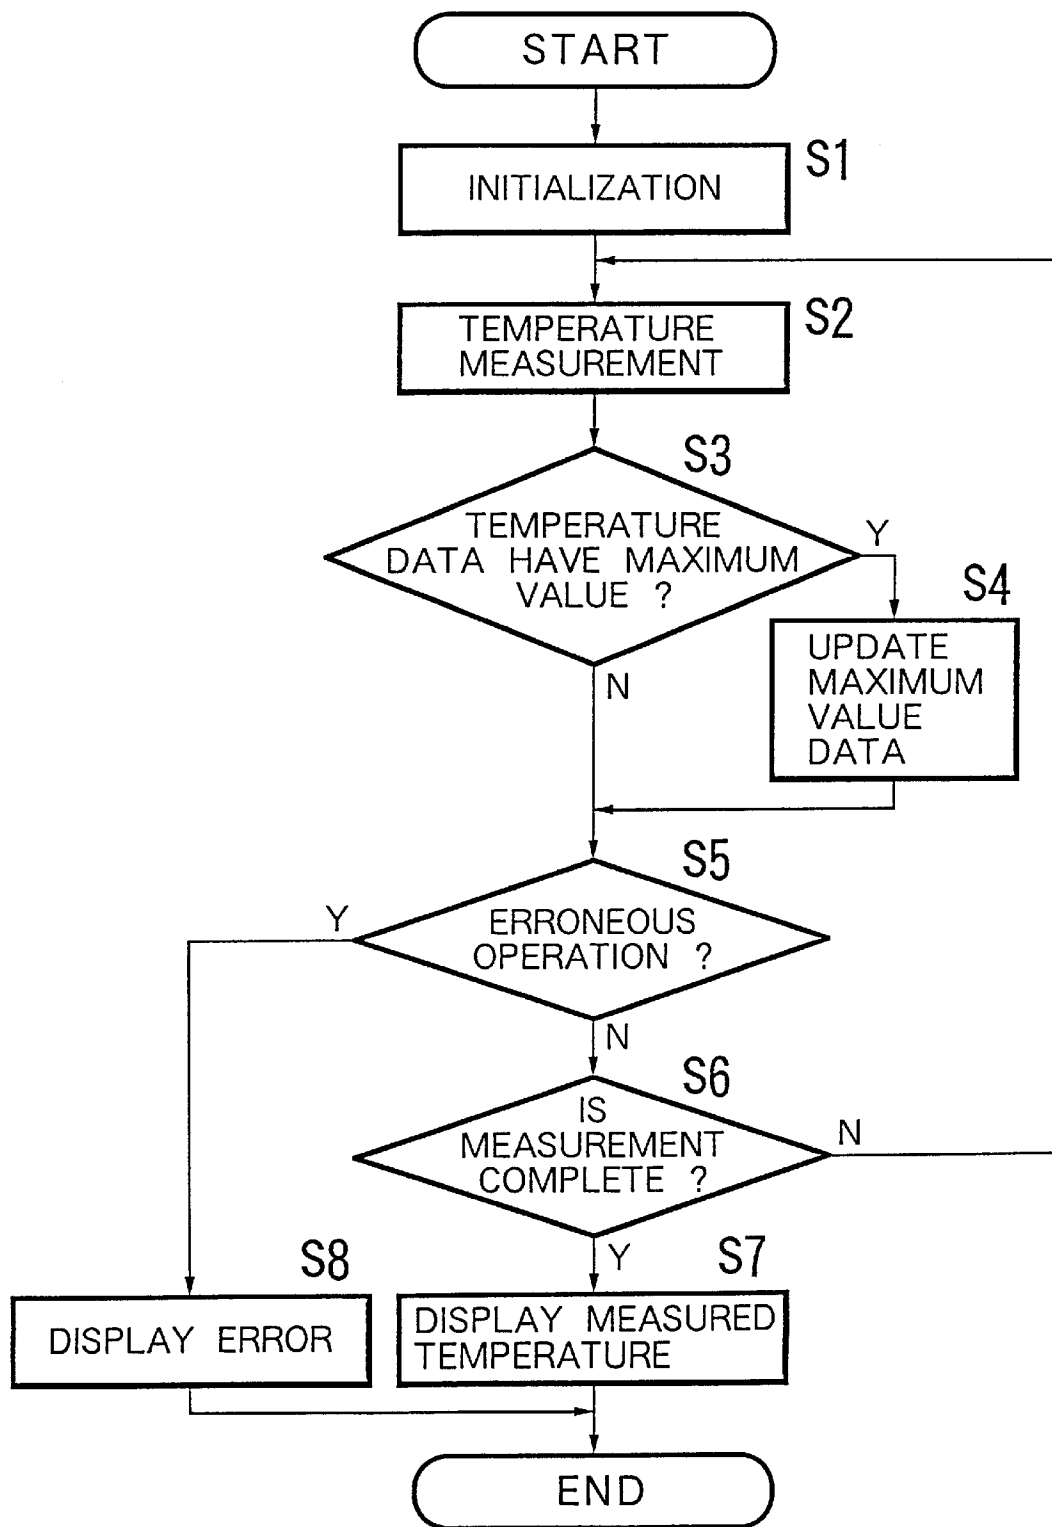 START
S1
INITIALIZATION
S2
TEMPERATURE
MEASUREMENT
S3
TEMPERATURE
DATA HAVE MAXIMUM
VALUE ?
Y
N
S4
UPDATE
MAXIMUM
VALUE
DATA
S5
ERRONEOUS
OPERATION ?
Y
N
S6
IS
MEASUREMENT
COMPLETE ?
N
Y
S8
DISPLAY ERROR
S7
DISPLAY MEASURED
TEMPERATURE
END